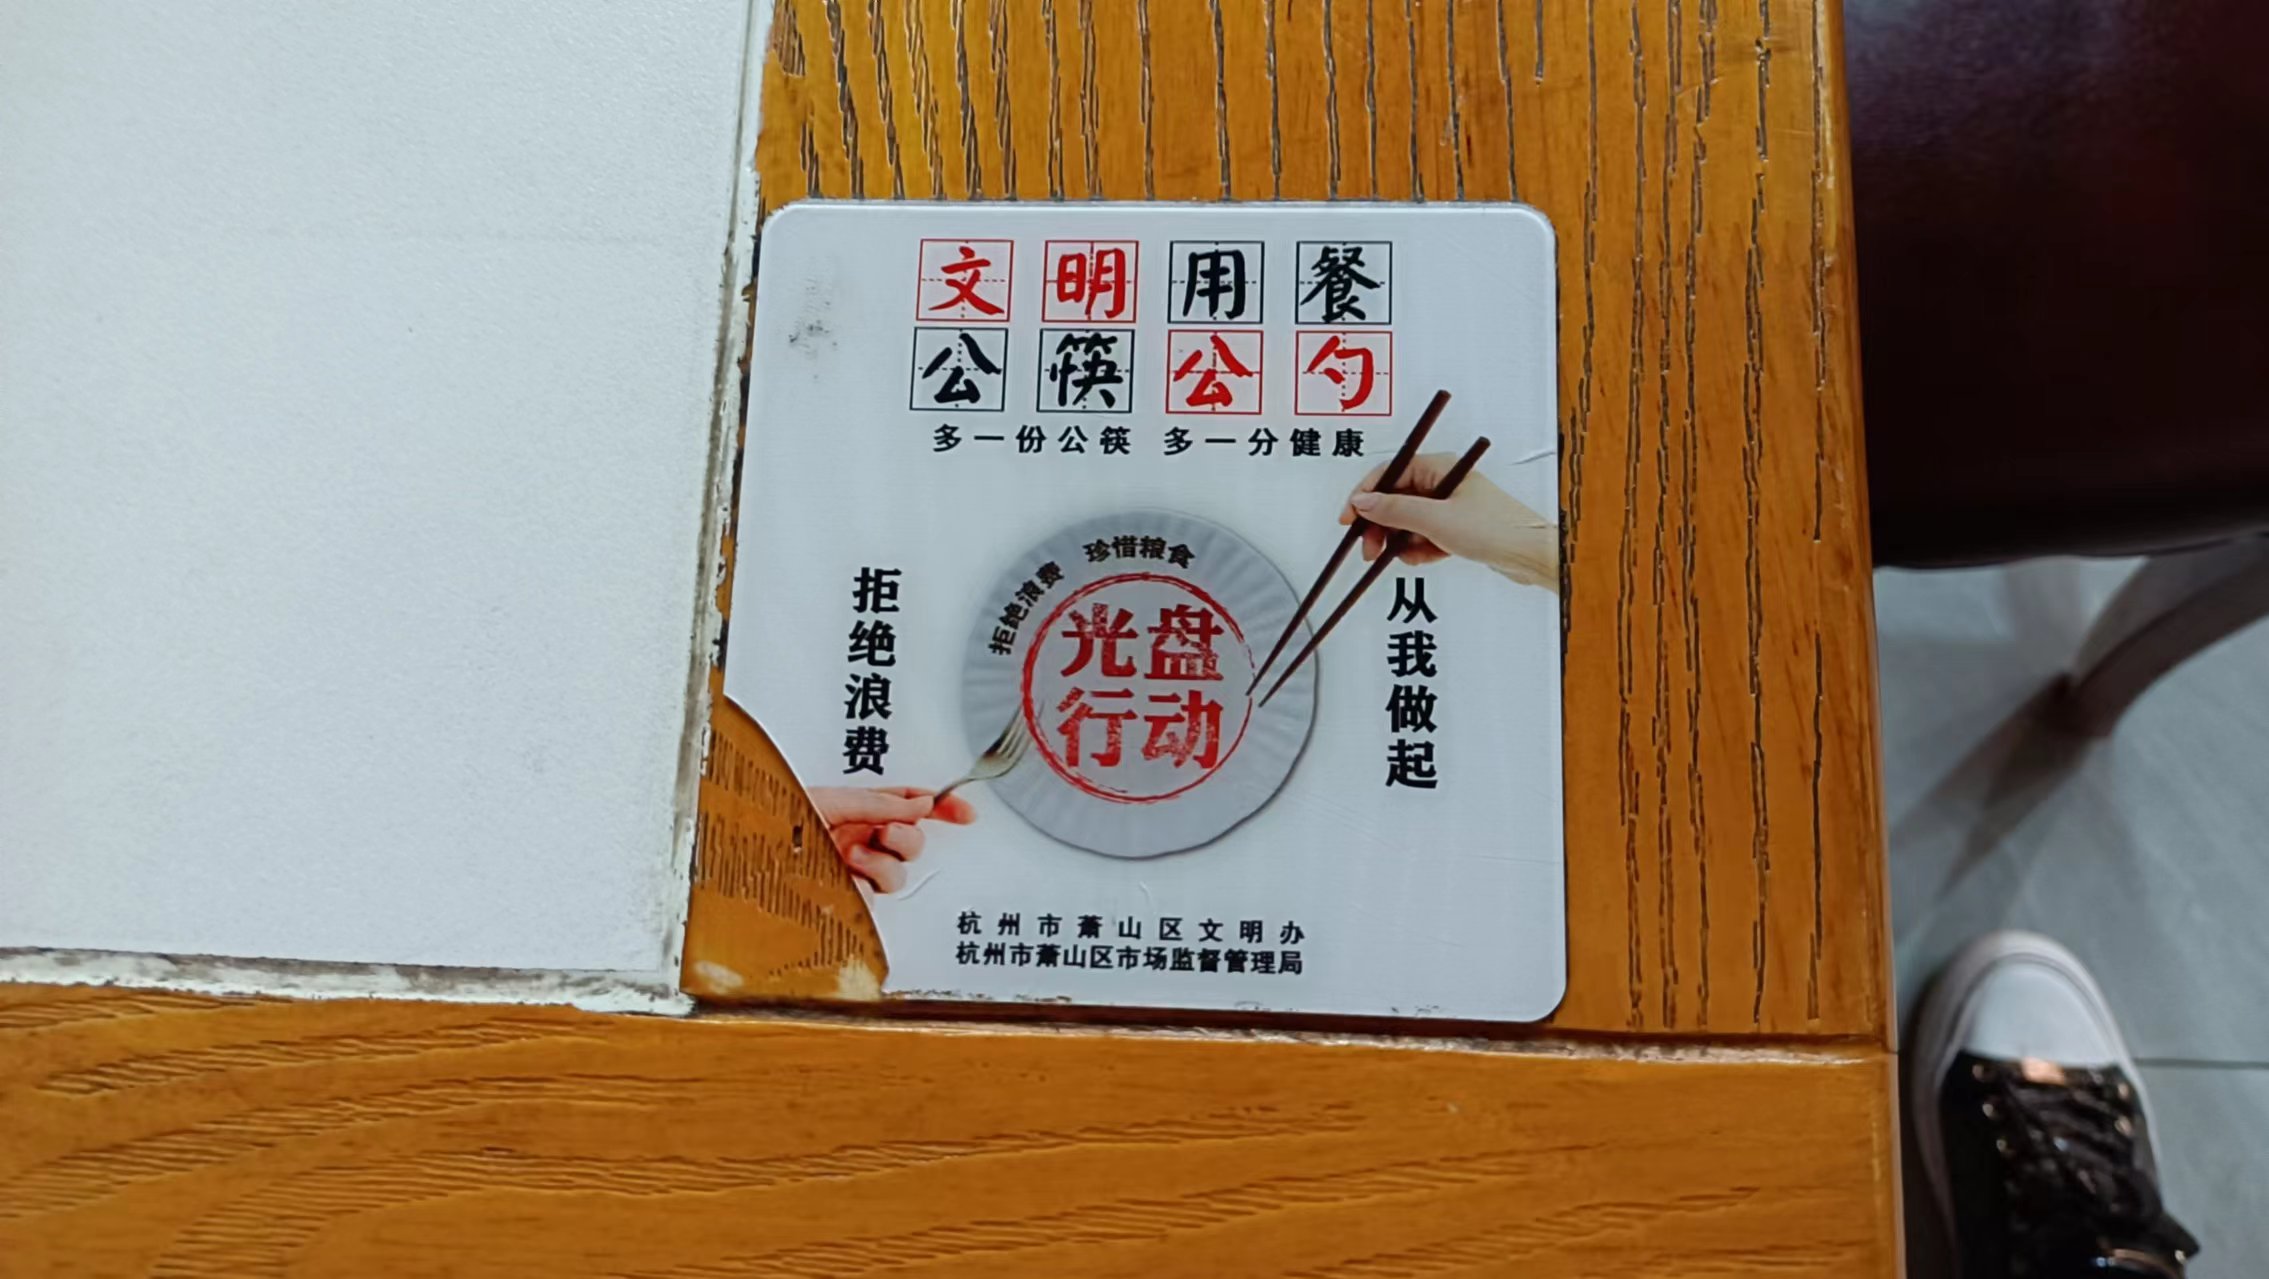 文明用餐
公筷公勺
多一份公筷 多一分健康
拒绝浪费 珍惜粮食
光盘
行动
拒绝浪费
从我做起
杭州市萧山区文明办
杭州市萧山区市场监督管理局